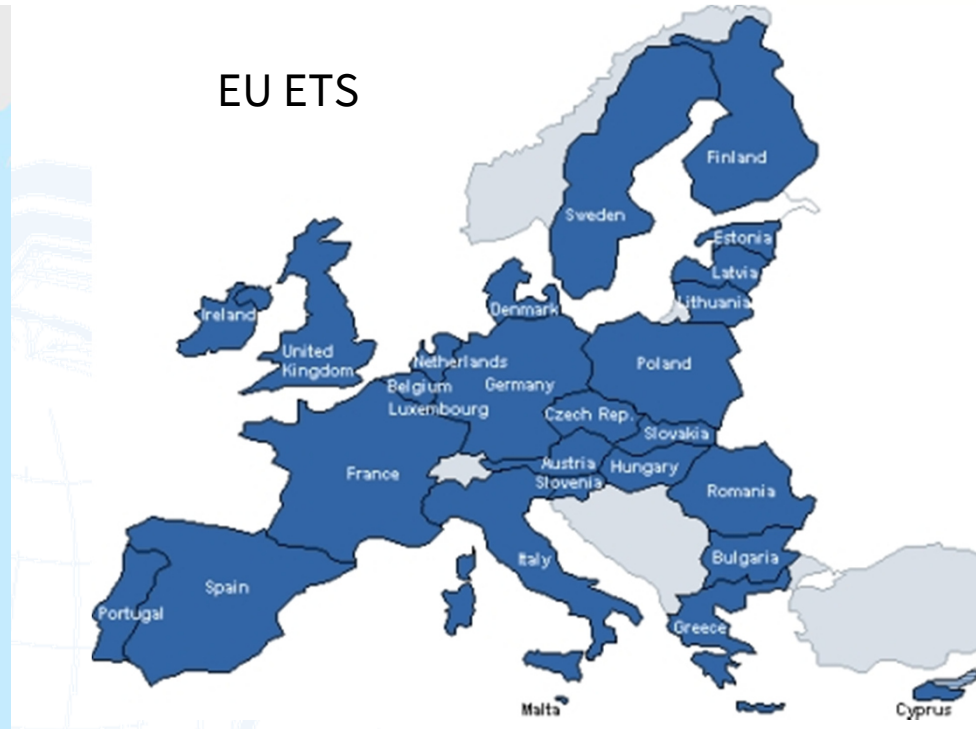 EU ETS
Finland
Sweden
Estonia
Latvia
Lithuania
Denmark
Ireland
United
Kingdom
Netherlands
Belgium
Germany
Luxembourg
Poland
Czech Rep.
Slovakia
France
Austria
Hungary
Slovenia
Romania
Italy
Bulgaria
Spain
Portugal
Greece
Malta
Cyprus